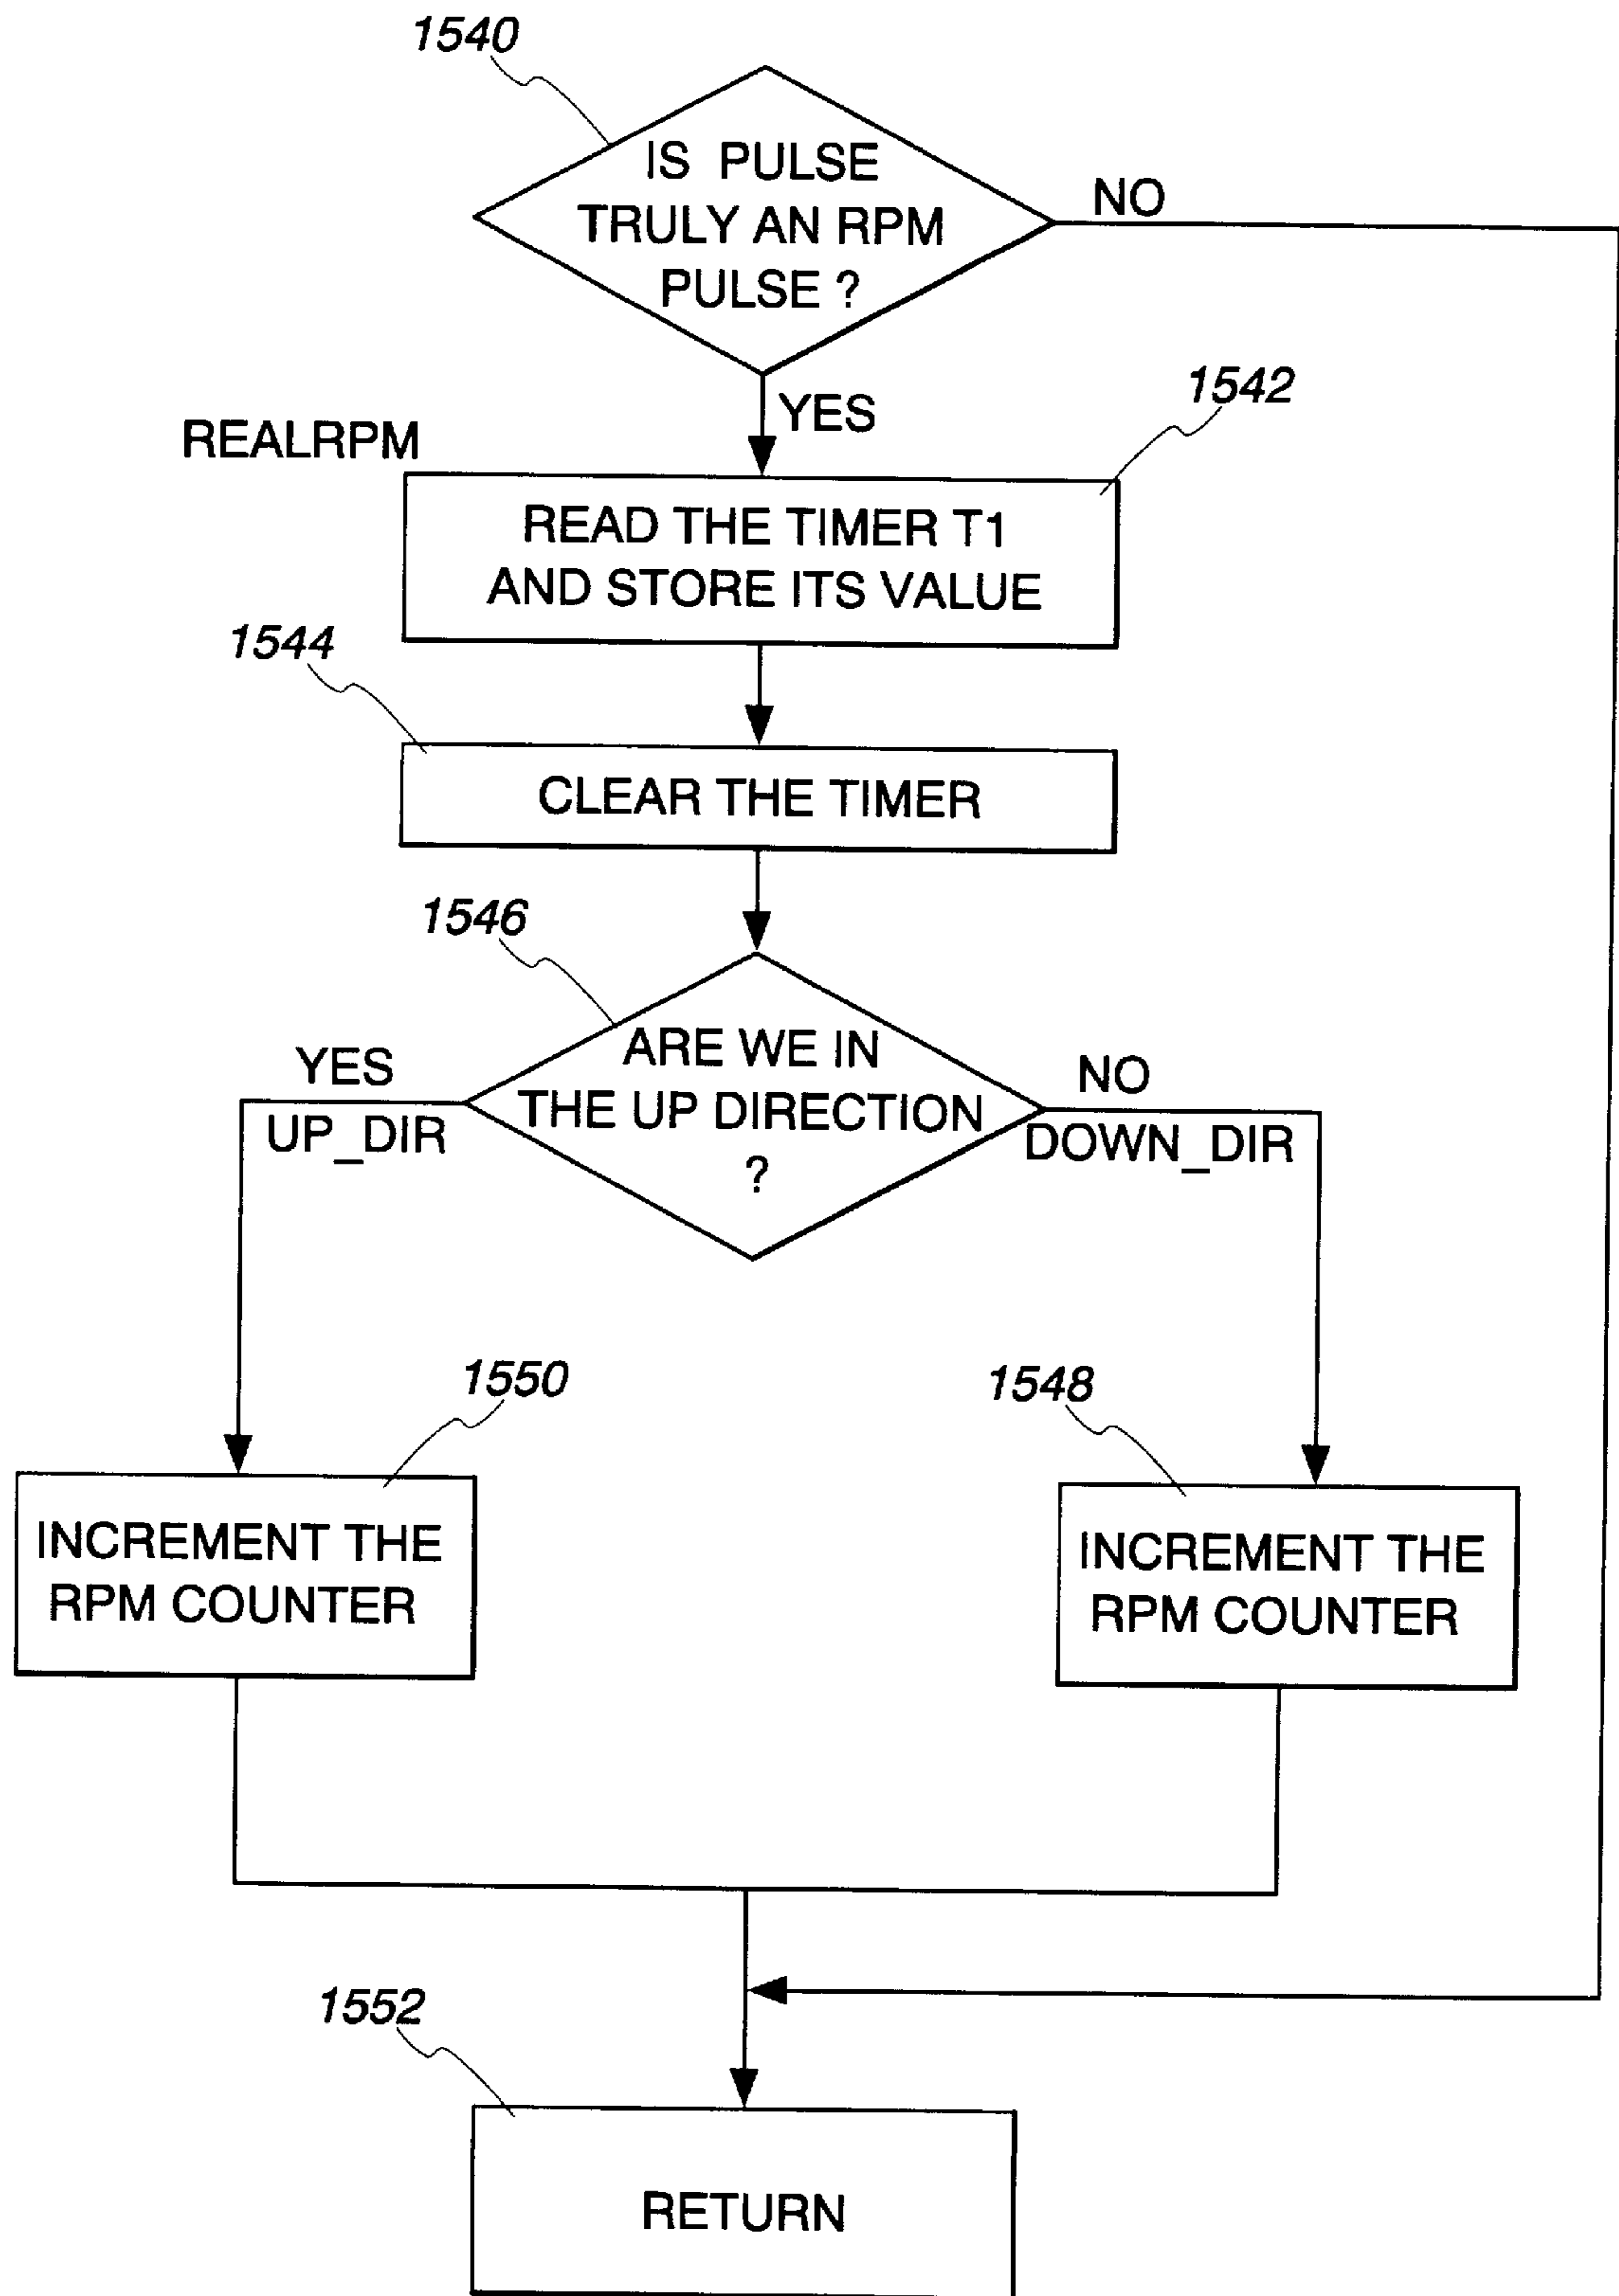 1540
IS PULSE
TRULY AN RPM
PULSE ?
NO
YES
1542
REALRPM
READ THE TIMER T1
AND STORE ITS VALUE
1544
CLEAR THE TIMER
1546
ARE WE IN
THE UP DIRECTION
?
YES
UP_DIR
NO
DOWN_DIR
1550
INCREMENT THE
RPM COUNTER
1548
INCREMENT THE
RPM COUNTER
1552
RETURN